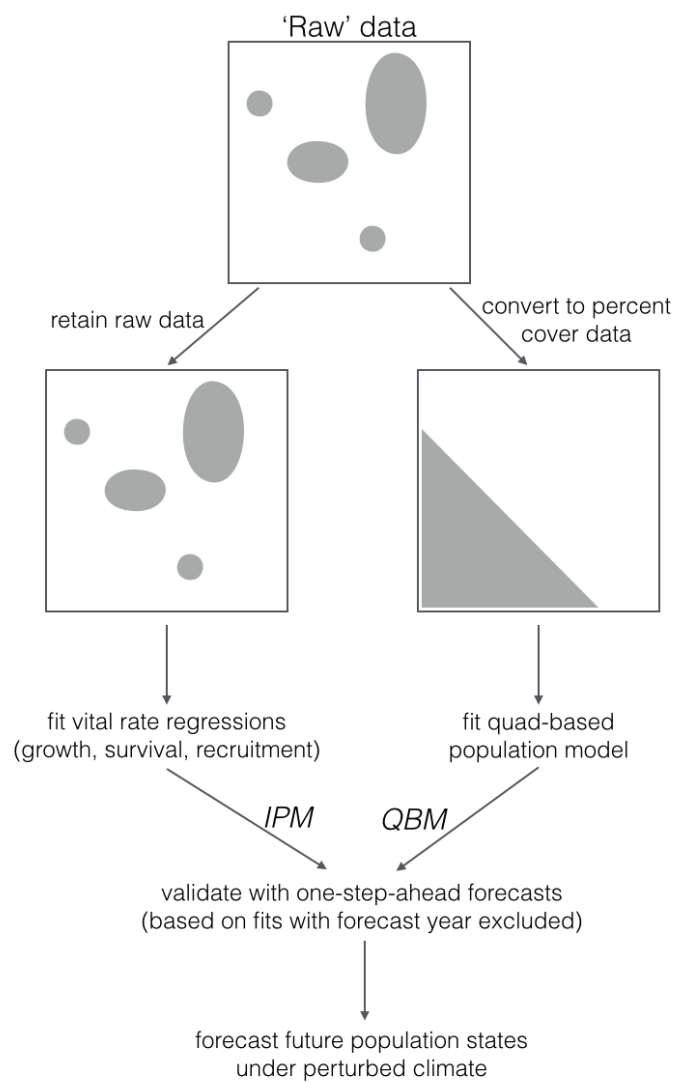 ‘Raw’ data
retain raw data
convert to percent
cover data
fit vital rate regressions
(growth, survival, recruitment)
fit quad-based
population model
IPM
QBM
validate with one-step-ahead forecasts
(based on fits with forecast year excluded)
forecast future population states
under perturbed climate